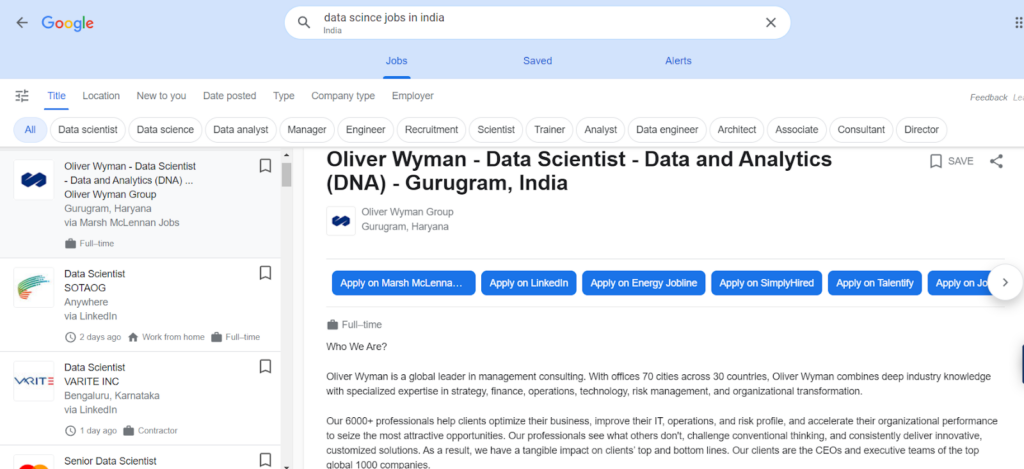 Google
data scince jobs in india
India
Jobs Saved Alerts
Title Location New to you Date posted Type Company type Employer
Feedback Le
All Data scientist Data science Data analyst Manager Engineer Recruitment Scientist Trainer Analyst Data engineer Architect Associate Consultant Director
Oliver Wyman - Data Scientist
- Data and Analytics (DNA) ...
Oliver Wyman Group
Gurugram, Haryana
via Marsh McLennan Jobs
Full–time
Data Scientist
SOTAOG
Anywhere
via LinkedIn
2 days ago Work from home Full–time
VARITE
Data Scientist
VARITE INC
Bengaluru, Karnataka
via LinkedIn
1 day ago Contractor
Senior Data Scientist
Oliver Wyman - Data Scientist - Data and Analytics
(DNA) - Gurugram, India
SAVE
Oliver Wyman Group
Gurugram, Haryana
Apply on Marsh McLenna... Apply on LinkedIn Apply on Energy Jobline Apply on SimplyHired Apply on Talentify Apply on Jo
Full–time
Who We Are?
Oliver Wyman is a global leader in management consulting. With offices 70 cities across 30 countries, Oliver Wyman combines deep industry knowledge
with specialized expertise in strategy, finance, operations, technology, risk management, and organizational transformation.
Our 6000+ professionals help clients optimize their business, improve their IT, operations, and risk profile, and accelerate their organizational performance
to seize the most attractive opportunities. Our professionals see what others don't, challenge conventional thinking, and consistently deliver innovative,
customized solutions. As a result, we have a tangible impact on clients' top and bottom lines. Our clients are the CEOs and executive teams of the top
global 1000 companies.